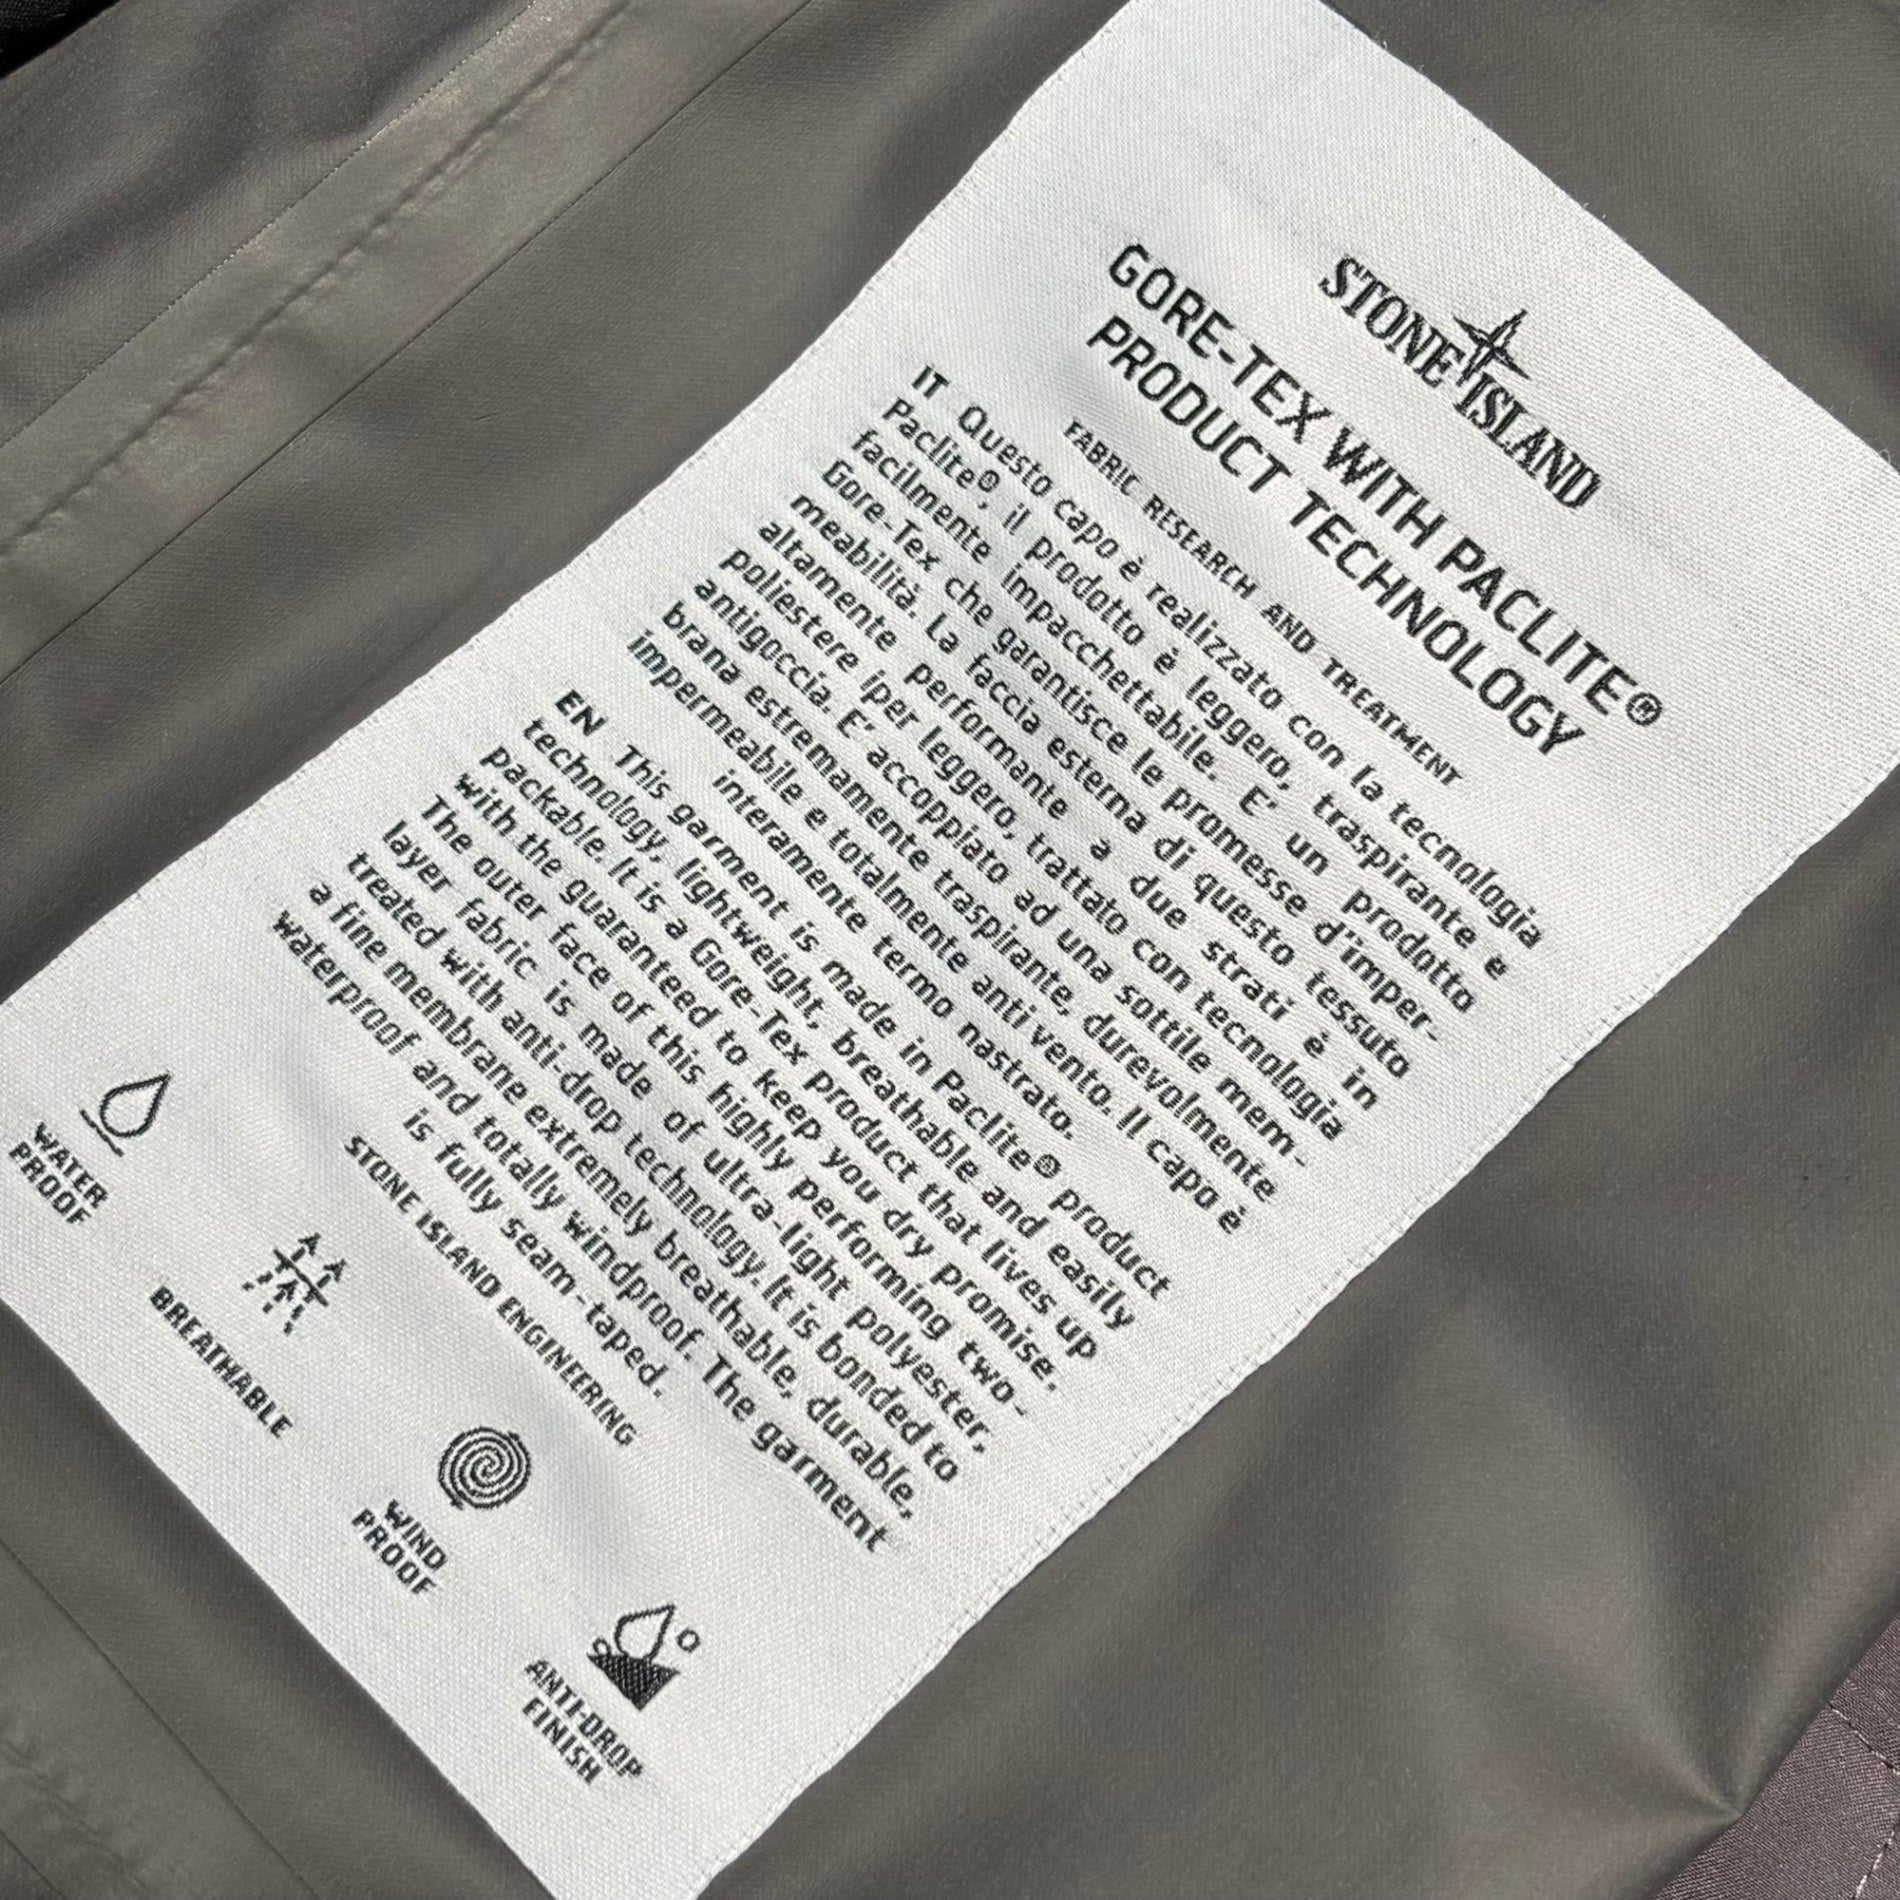 STONE ISLAND
GORE-TEX WITH PACLITE®
PRODUCT TECHNOLOGY
FABRIC RESEARCH AND TREATMENT
IT Questo capo è realizzato con la tecnologia
Paclite®, il prodotto è leggero, traspirante e
facilmente impacchettabile. E' un prodotto
Gore-Tex che garantisce le promesse d'imper-
meabilità. La faccia esterna di questo tessuto
altamente performante a due strati è in
poliestere iper leggero, trattato con tecnologia
antigoccia. E' accoppiato ad una sottile mem-
brana estremamente traspirante, durevolmente
impermeabile e totalmente anti vento. Il capo è
interamente termo nastrato.
EN This garment is made in Paclite® product
technology, lightweight, breathable and easily
packable. It is a Gore-Tex product that lives up
with the guaranteed to keep you dry promise.
The outer face of this highly performing two-
layer fabric is made of ultra-light polyester,
treated with anti-drop technology. It is bonded to
a fine membrane extremely breathable, durable,
waterproof and totally windproof. The garment
is fully seam-taped.
STONE ISLAND ENGINEERING
WATER
PROOF
BREATHABLE
WIND
PROOF
ANTI-DROP
FINISH